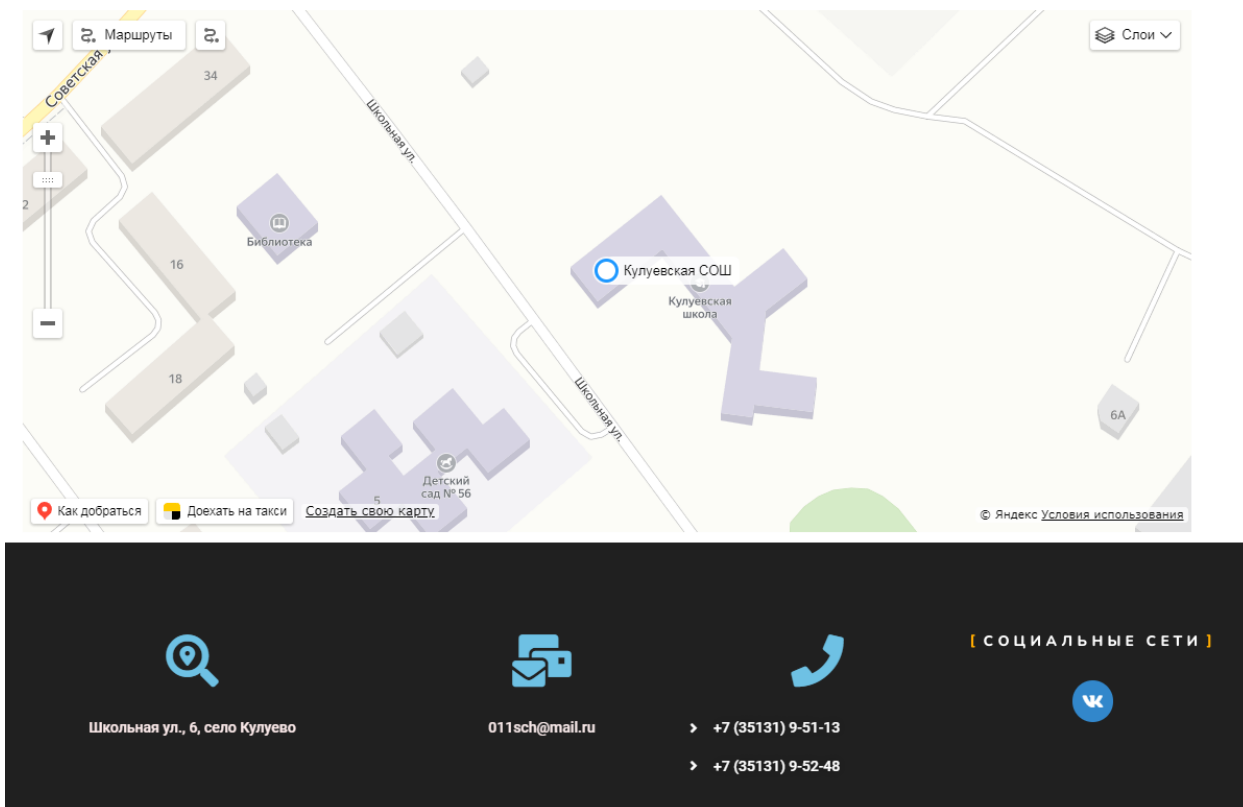 Маршруты
Слои
Советская
34
Школьная ул.
2
Библиотека
16
Кулуевская СОШ
Кулуевская
школа
18
Школьная ул.
6А
Детский
сад № 56
5
Как добраться
Доехать на такси
Создать свою карту
© Яндекс Условия использования
[ СОЦИАЛЬНЫЕ СЕТИ ]
Школьная ул., 6, село Кулуево
011sch@mail.ru
+7 (35131) 9-51-13
+7 (35131) 9-52-48